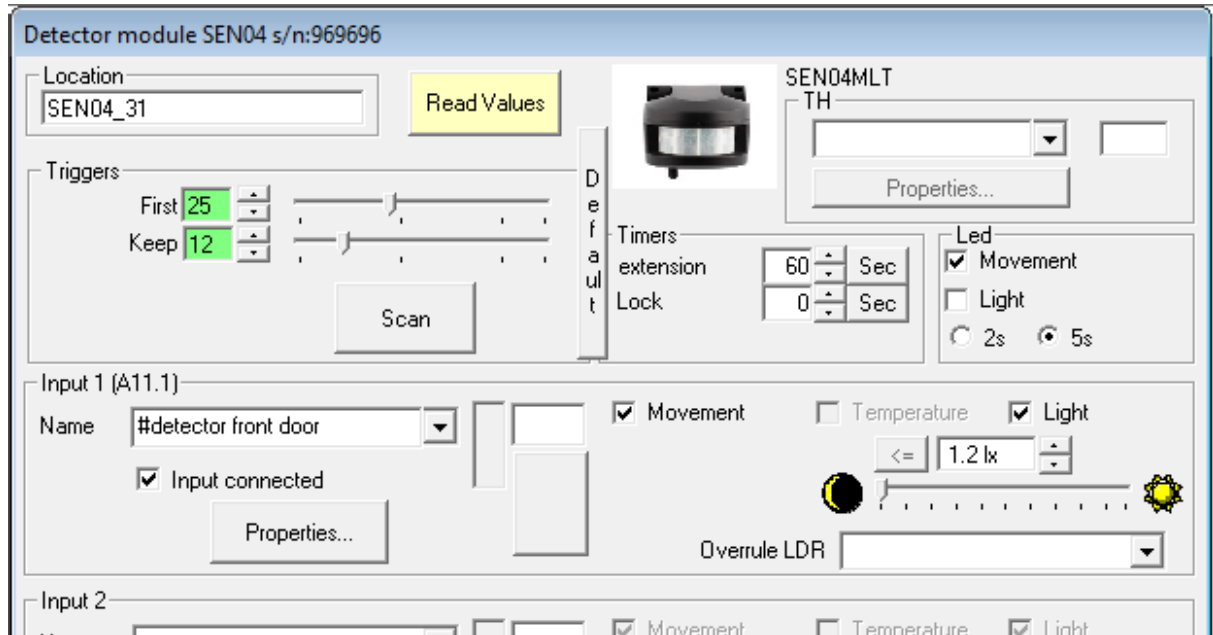 Detector module SEN04 s/n:969696
Location
SEN04_31
Read Values
SEN04MLT
TH
Properties...
Triggers
First 25
Keep 12
Scan
Default
Timers
extension 60 Sec
Lock 0 Sec
Led
Movement
Light
2s 5s
Input 1 (A11.1)
Name #detector front door
Input connected
Properties...
Movement Temperature Light
<= 1.2 lx
Overrule LDR
Input 2
Movement Temperature Light